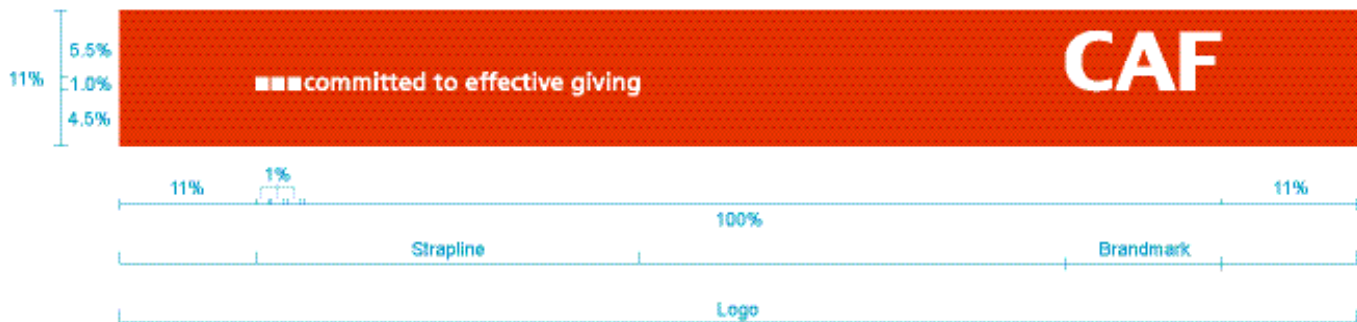 CAF
5.5%
11%
1.0%
committed to effective giving
4.5%
1%
11%
11%
100%
Strapline
Brandmark
Logo